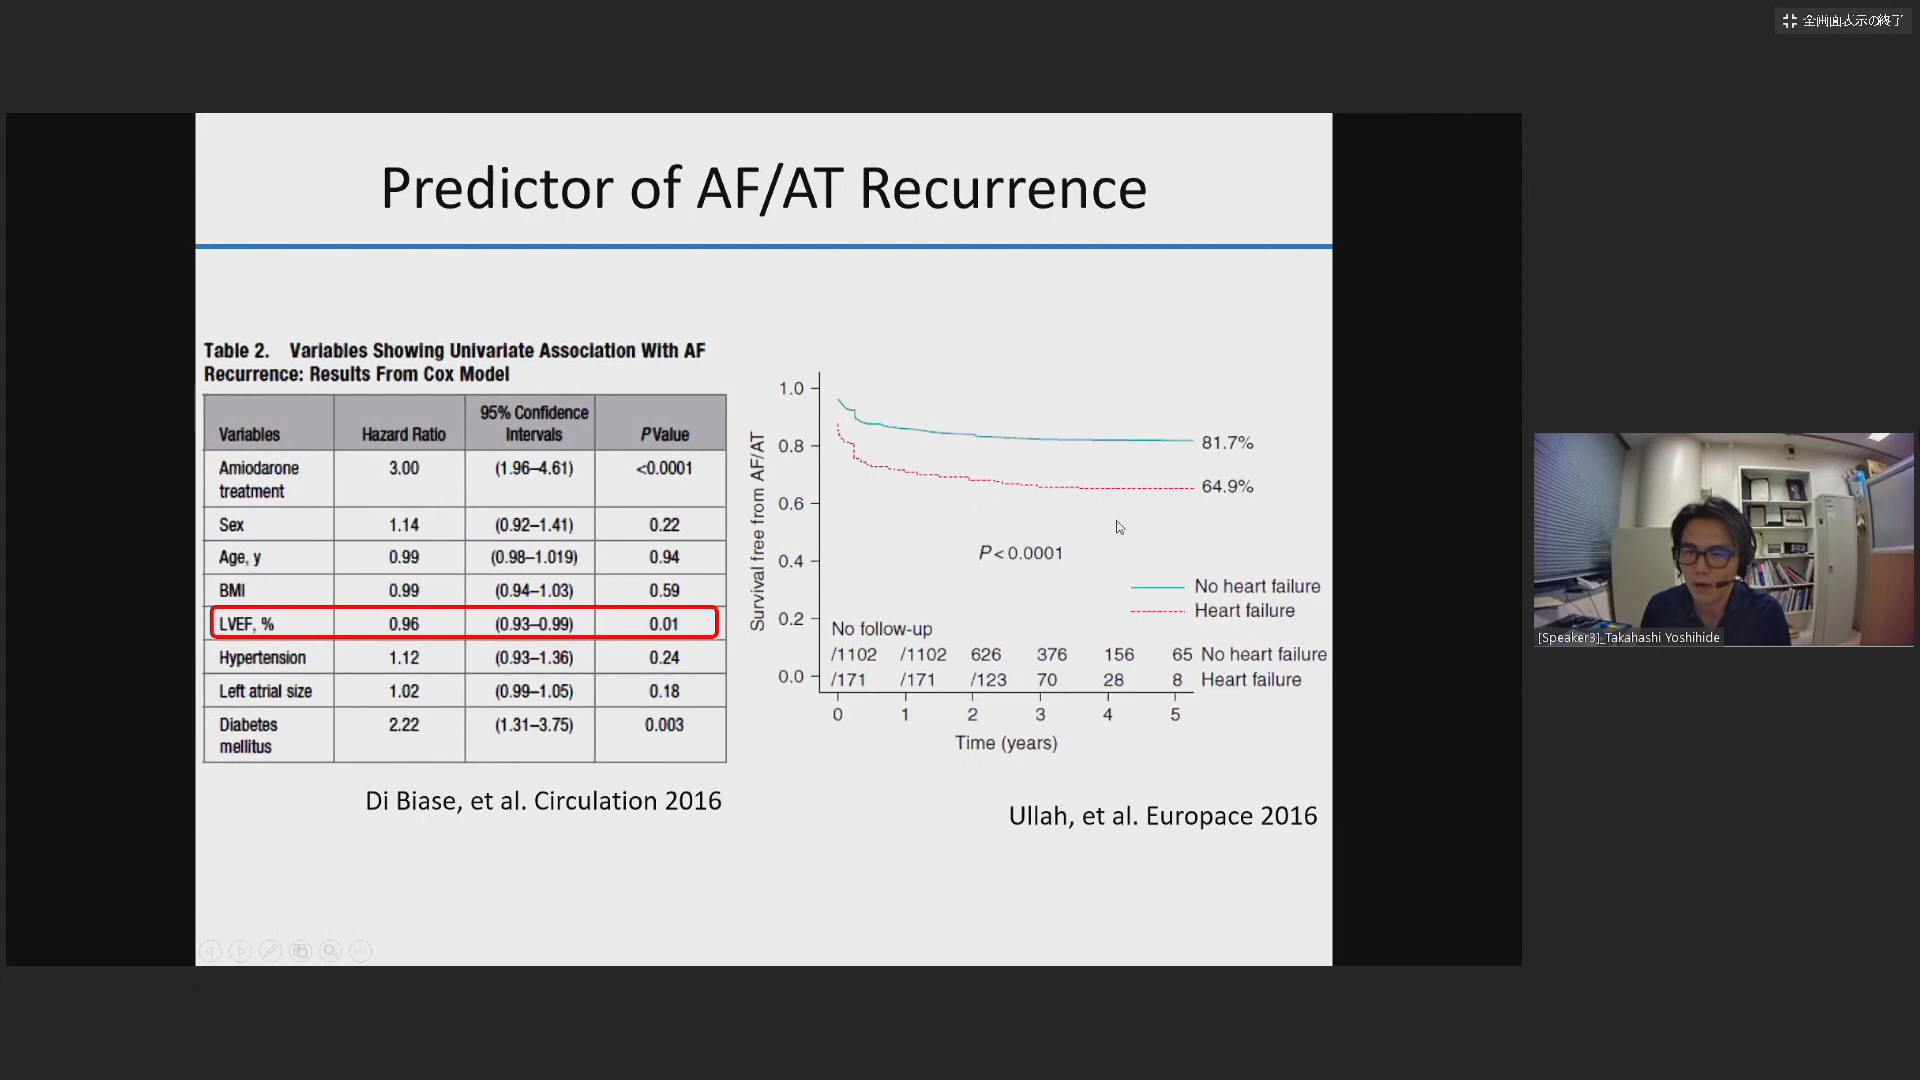 全画面表示の終了
Predictor of AF/AT Recurrence
Table 2. Variables Showing Univariate Association With AF
Recurrence: Results From Cox Model
Variables Hazard Ratio 95% Confidence Intervals P Value
Amiodarone treatment 3.00 (1.96–4.61) <0.0001
Sex 1.14 (0.92–1.41) 0.22
Age, y 0.99 (0.98–1.019) 0.94
BMI 0.99 (0.94–1.03) 0.59
LVEF, % 0.96 (0.93–0.99) 0.01
Hypertension 1.12 (0.93–1.36) 0.24
Left atrial size 1.02 (0.99–1.05) 0.18
Diabetes mellitus 2.22 (1.31–3.75) 0.003
Di Biase, et al. Circulation 2016
Survival free from AF/AT
1.0
0.8
0.6
0.4
0.2
0.0
81.7%
64.9%
P < 0.0001
No heart failure
Heart failure
No follow-up
/1102 /1102 626 376 156 65 No heart failure
/171 /171 /123 70 28 8 Heart failure
0 1 2 3 4 5
Time (years)
Ullah, et al. Europace 2016
[Speaker3]_Takahashi Yoshihide